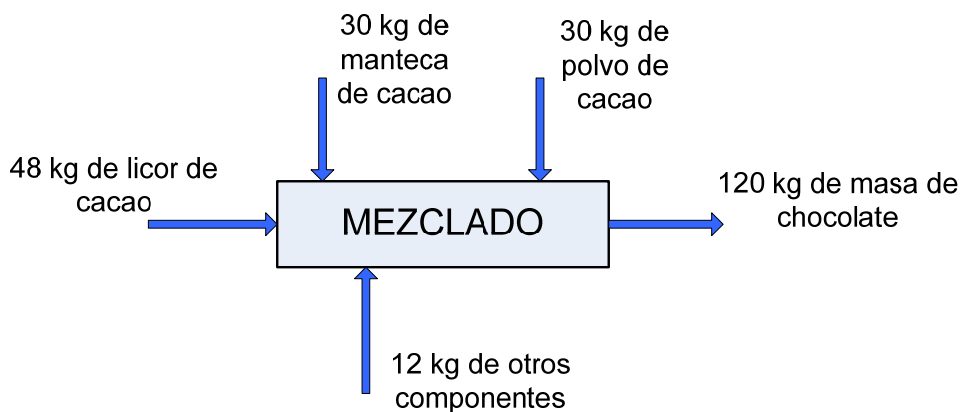 30 kg de
manteca
de cacao
30 kg de
polvo de
cacao
48 kg de licor de
cacao
MEZCLADO
120 kg de masa de
chocolate
12 kg de otros
componentes